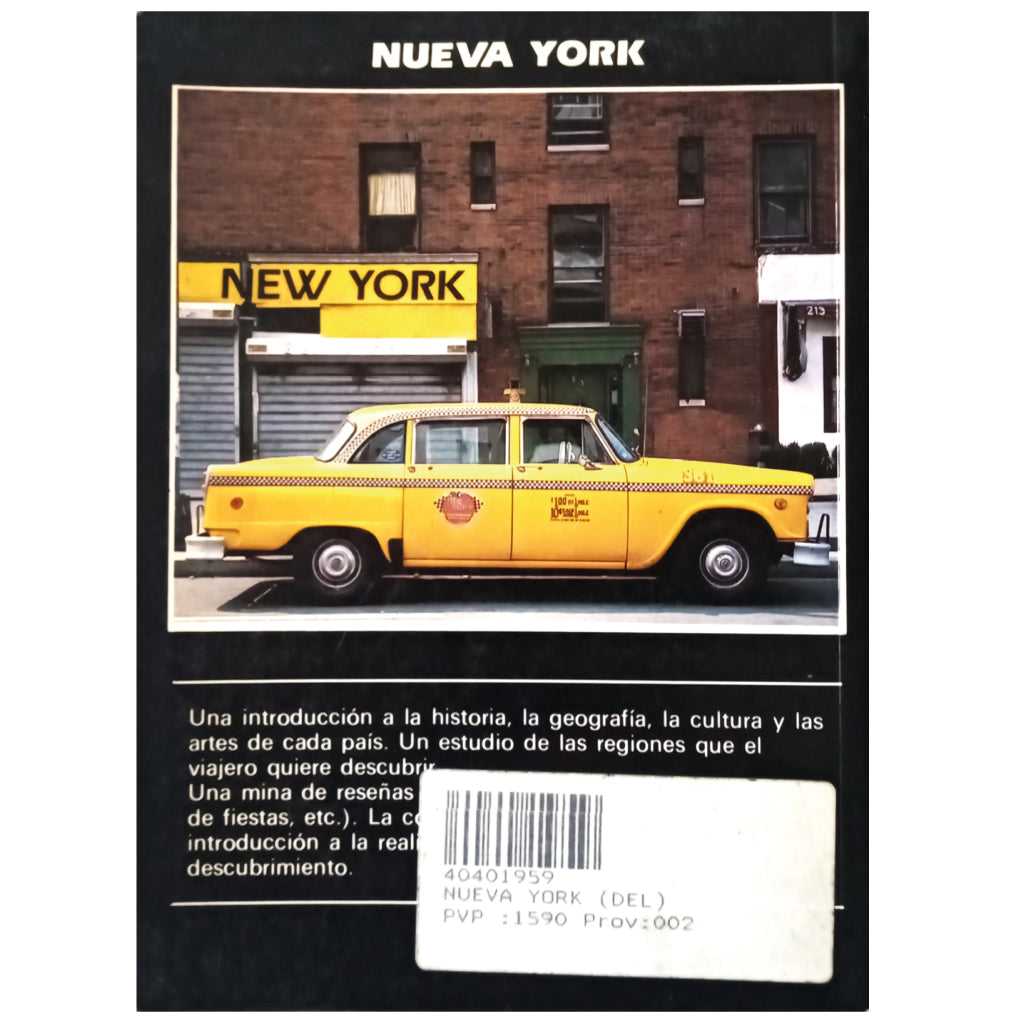 NUEVA YORK
NEW YORK
213
Una introducción a la historia, la geografía, la cultura y las
artes de cada país. Un estudio de las regiones que el
viajero quiere descubrir
Una mina de reseñas
de fiestas, etc.). La
introducción a la
descubrimiento.
40401959
NUEVA YORK (DEL)
PVP :1590 Prov:002